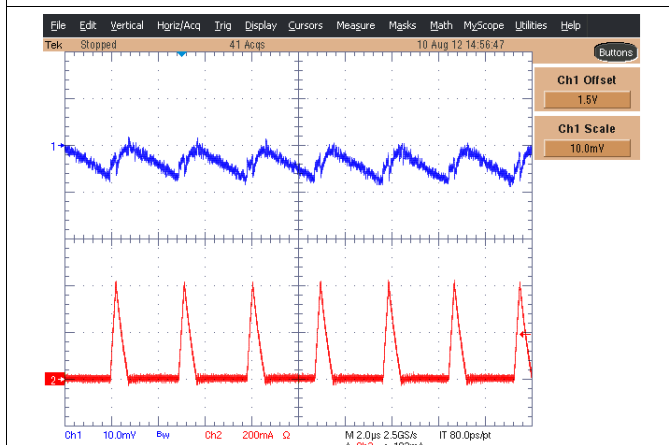 File Edit Vertical Horiz/Acq Trig Display Cursors Measure Masks Math MyScope Utilities Help
Tek Stopped 41 Acqs 10 Aug 12 14:56:47
Buttons
Ch1 Offset
1.5V
Ch1 Scale
10.0mV
1
2
Ch1 10.0mV Bw Ch2 200mA Ω M 2.0µs 2.5GS/s IT 80.0ps/pt